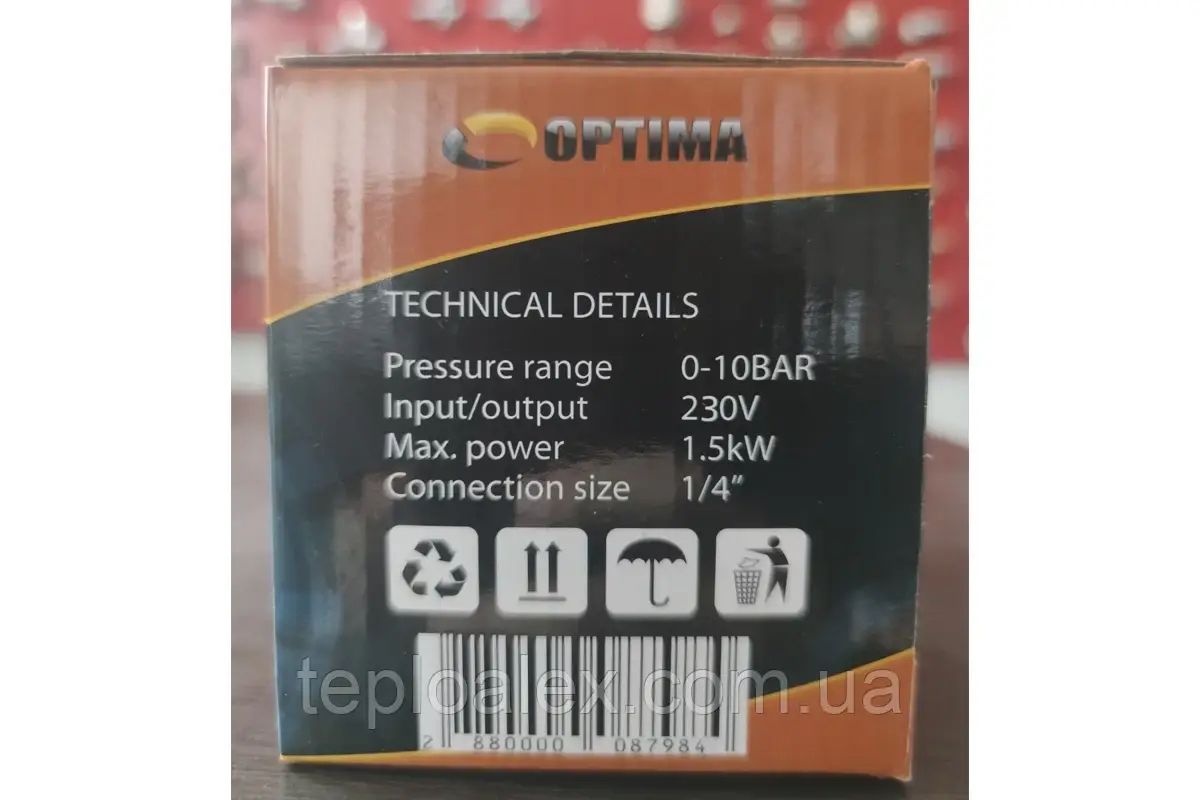 OPTIMA
TECHNICAL DETAILS
Pressure range 0-10BAR
Input/output 230V
Max. power 1.5kW
Connection size 1/4”
teploalex.com.ua
2 880000 087984